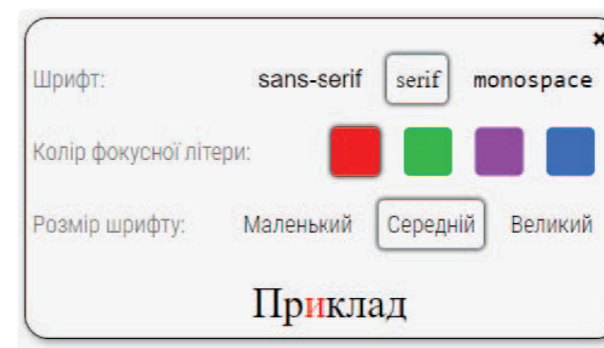 Шрифт: sans-serif serif monospace
Колір фокусної літери:
Розмір шрифту: Маленький Середній Великий
Приклад